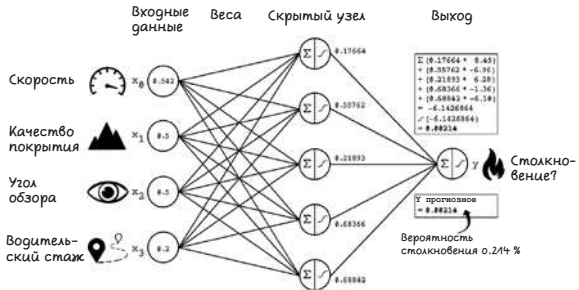 Входные данные
Веса
Скрытый узел
Выход
Скорость
x0
0.542
Качество покрытия
x1
0.5
Угол обзора
x2
0.5
Водитель-
ский стаж
x3
0.2
Σ
0.17664
Σ
0.55762
Σ
0.21893
Σ
0.68366
Σ
0.68842
Σ (0.17664 * 8.45)
+ (0.55762 * -6.96)
+ (0.21893 * 6.28)
+ (0.68366 * -1.36)
+ (0.68842 * -6.10)
= -6.1426864
(-6.1426864)
= 0.00214
Σ
Y
Столкно-
вение?
Y прогнозное
= 0.00214
Вероятность
столкновения 0.214 %